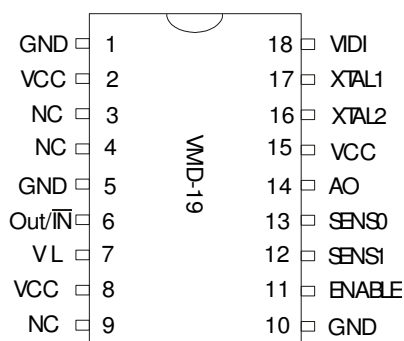 GND 1 18 VIDI
VCC 2 17 XTAL1
NC 3 16 XTAL2
NC 4 15 VCC
GND 5 14 AO
Out/IN 6 13 SENS0
VL 7 12 SENS1
VCC 8 11 ENABLE
NC 9 10 GND
VMD-19